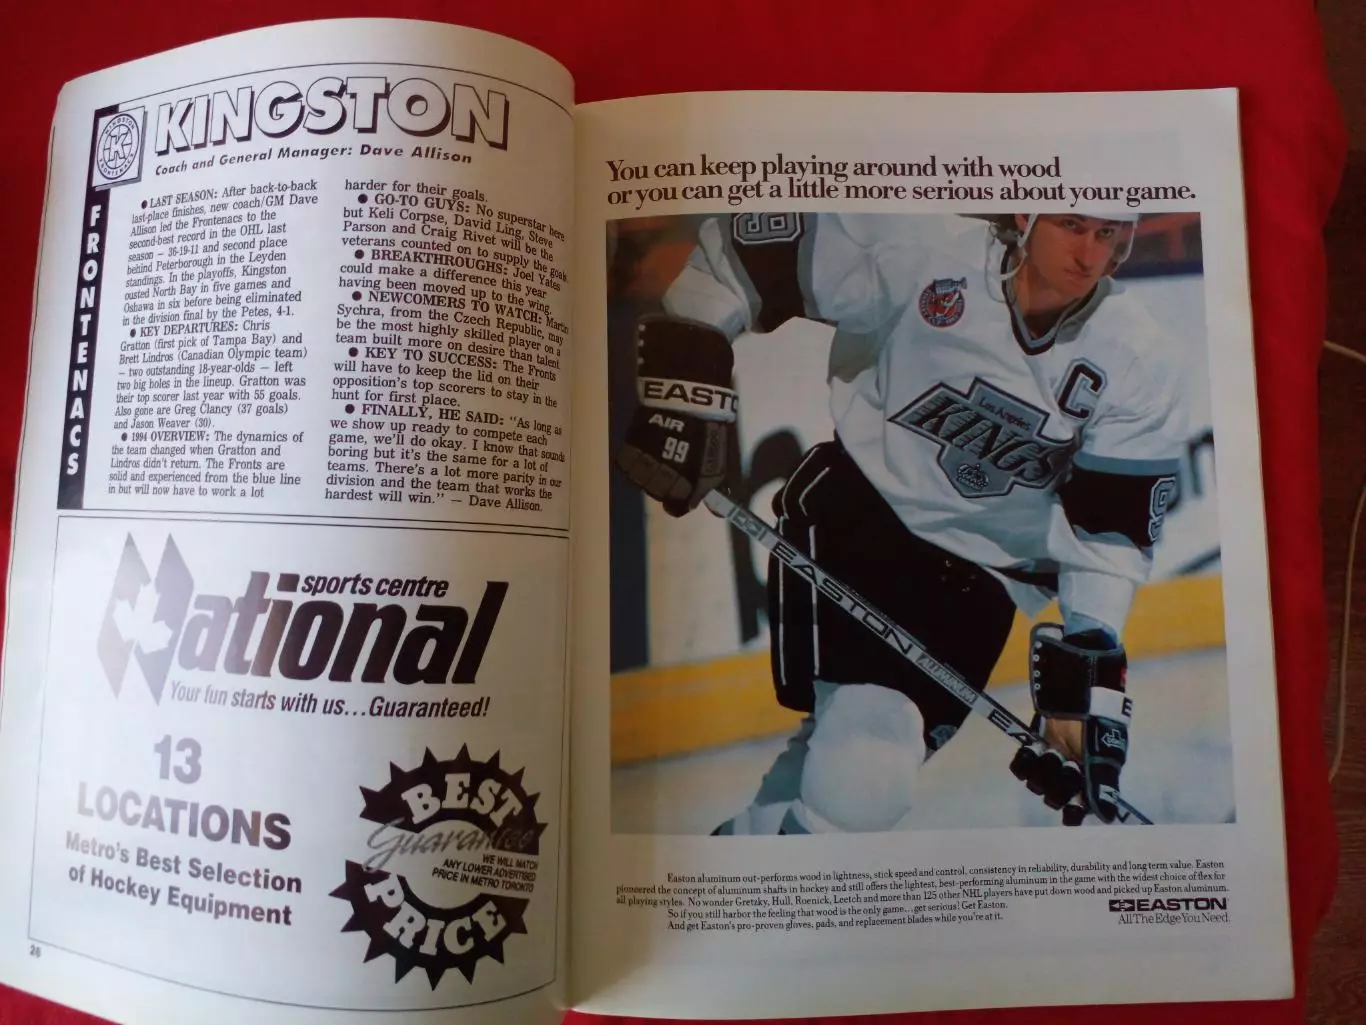 KINGSTON
Coach and General Manager: Dave Allison
KINGSTON
K
FRONTENACS
FRONTENACS
● LAST SEASON: After back-to-back
last-place finishes, new coach/GM Dave
Allison led the Frontenacs to the
second-best record in the OHL last
season – 36-19-11 and second place
behind Peterborough in the Leyden
standings. In the playoffs, Kingston
ousted North Bay in five games and
Oshawa in six before being eliminated
in the division final by the Petes, 4-1.
● KEY DEPARTURES: Chris
Gratton (first pick of Tampa Bay) and
Brett Lindros (Canadian Olympic team)
– two outstanding 18-year-olds – left
two big holes in the lineup. Gratton was
their top scorer last year with 55 goals.
Also gone are Greg Clancy (37 goals)
and Jason Weaver (30).
● 1994 OVERVIEW: The dynamics of
the team changed when Gratton and
Lindros didn't return. The Fronts are
solid and experienced from the blue line
in but will now have to work a lot
harder for their goals.
● GO-TO GUYS: No superstar here
but Keli Corpse, David Ling, Steve
Parson and Craig Rivet will be the
veterans counted on to supply the goals
● BREAKTHROUGHS: Joel Yates
could make a difference this year
having been moved up to the wing.
● NEWCOMERS TO WATCH: Martin
Sychra, from the Czech Republic, may
be the most highly skilled player on a
team built more on desire than talent.
● KEY TO SUCCESS: The Fronts
will have to keep the lid on their
opposition's top scorers to stay in the
hunt for first place.
● FINALLY, HE SAID: "As long as
we show up ready to compete each
game, we'll do okay. I know that sounds
boring but it's the same for a lot of
teams. There's a lot more parity in our
division and the team that works the
hardest will win." – Dave Allison.
National
sports centre
Your fun starts with us...Guaranteed!
13
LOCATIONS
Metro's Best Selection
of Hockey Equipment
BEST
Guarantee
WE WILL MATCH
ANY LOWER ADVERTISED
PRICE IN METRO TORONTO
PRICE
26
You can keep playing around with wood
or you can get a little more serious about your game.
C
Los Angeles
KINGS
EASTON
AIR
99
9
EASTON
ALUMINUM
EA
E
Easton aluminum out-performs wood in lightness, stick speed and control, consistency in reliability, durability and long term value. Easton
pioneered the concept of aluminum shafts in hockey and still offers the lightest, best-performing aluminum in the game with the widest choice of flex for
all playing styles. No wonder Gretzky, Hull, Roenick, Leetch and more than 125 other NHL players have put down wood and picked up Easton aluminum.
So if you still harbor the feeling that wood is the only game...get serious! Get Easton.
And get Easton's pro-proven gloves, pads, and replacement blades while you're at it.
EASTON
All The Edge You Need.